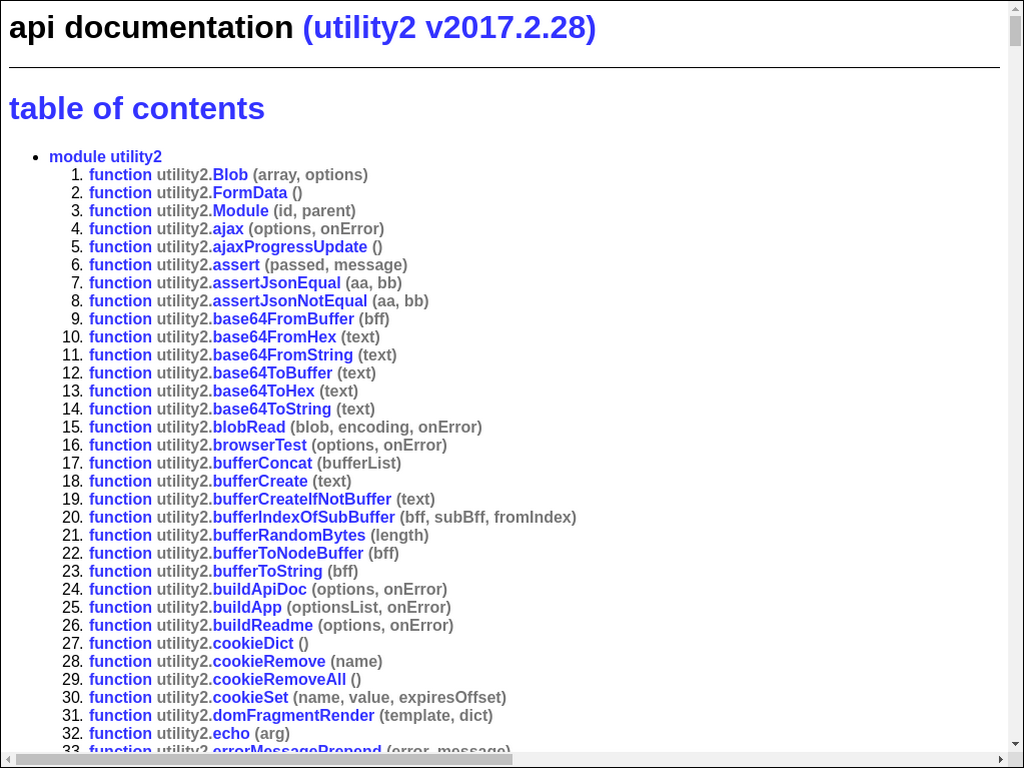 api documentation (utility2 v2017.2.28)
table of contents
module utility2
1. function utility2.Blob (array, options)
2. function utility2.FormData ()
3. function utility2.Module (id, parent)
4. function utility2.ajax (options, onError)
5. function utility2.ajaxProgressUpdate ()
6. function utility2.assert (passed, message)
7. function utility2.assertJsonEqual (aa, bb)
8. function utility2.assertJsonNotEqual (aa, bb)
9. function utility2.base64FromBuffer (bff)
10. function utility2.base64FromHex (text)
11. function utility2.base64FromString (text)
12. function utility2.base64ToBuffer (text)
13. function utility2.base64ToHex (text)
14. function utility2.base64ToString (text)
15. function utility2.blobRead (blob, encoding, onError)
16. function utility2.browserTest (options, onError)
17. function utility2.bufferConcat (bufferList)
18. function utility2.bufferCreate (text)
19. function utility2.bufferCreateIfNotBuffer (text)
20. function utility2.bufferIndexOfSubBuffer (bff, subBff, fromIndex)
21. function utility2.bufferRandomBytes (length)
22. function utility2.bufferToNodeBuffer (bff)
23. function utility2.bufferToString (bff)
24. function utility2.buildApiDoc (options, onError)
25. function utility2.buildApp (optionsList, onError)
26. function utility2.buildReadme (options, onError)
27. function utility2.cookieDict ()
28. function utility2.cookieRemove (name)
29. function utility2.cookieRemoveAll ()
30. function utility2.cookieSet (name, value, expiresOffset)
31. function utility2.domFragmentRender (template, dict)
32. function utility2.echo (arg)
33. function utility2.errorMessagePrepend (error, message)